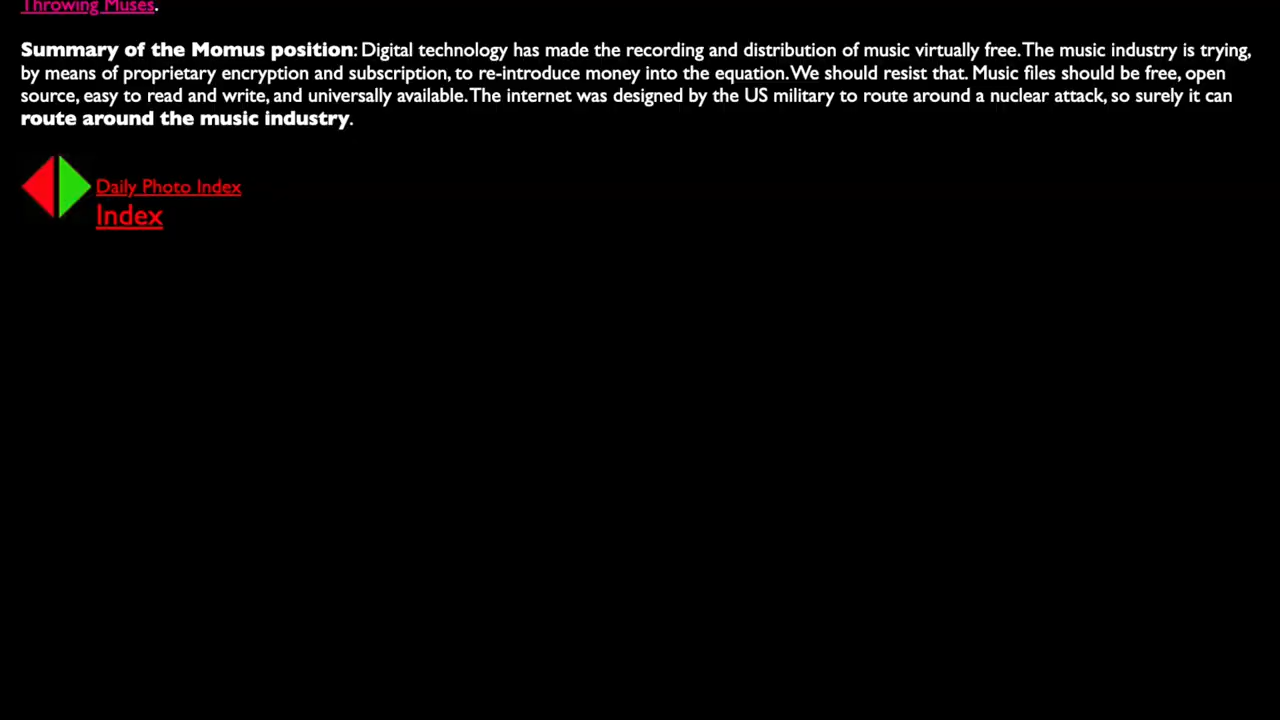 Throwing Muses.
Summary of the Momus position: Digital technology has made the recording and distribution of music virtually free. The music industry is trying,
by means of proprietary encryption and subscription, to re-introduce money into the equation. We should resist that. Music files should be free, open
source, easy to read and write, and universally available. The internet was designed by the US military to route around a nuclear attack, so surely it can
route around the music industry.
Daily Photo Index
Index